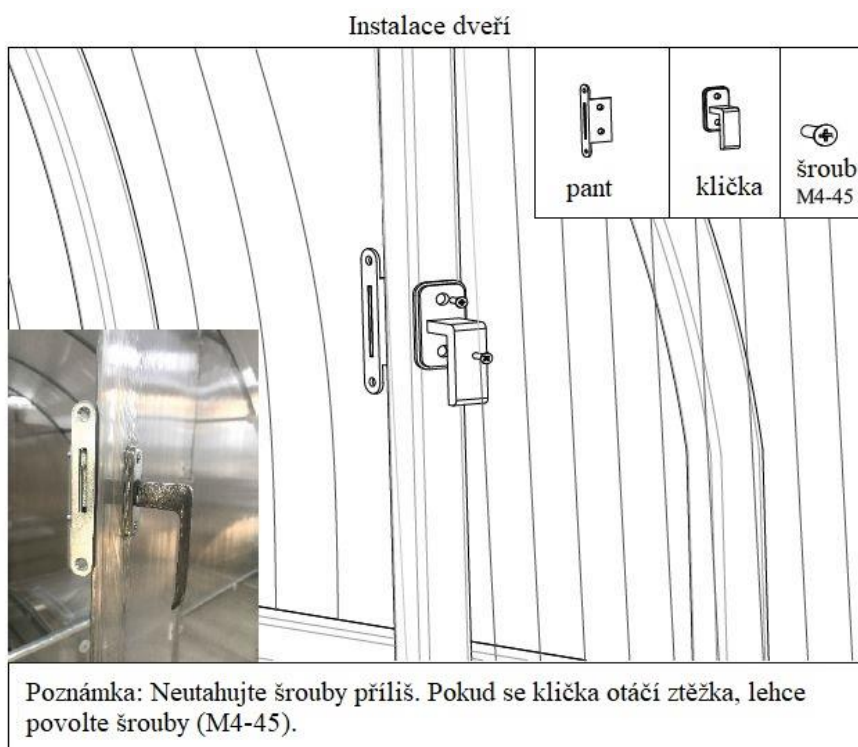 Instalace dveří
pant
klička
šroub
M4-45
Poznámka: Neutahujte šrouby příliš. Pokud se klička otáčí ztěžka, lehce
povolte šrouby (M4-45).